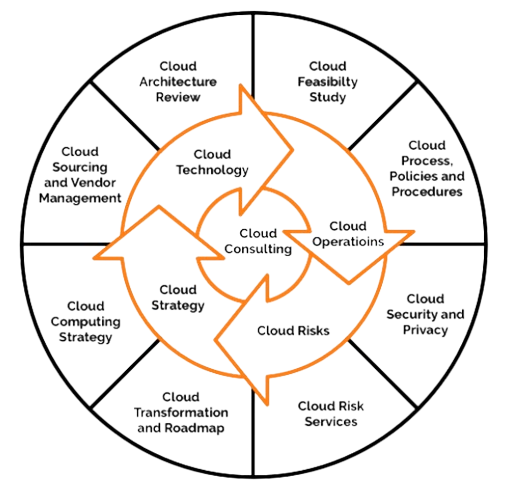 Cloud
Architecture
Review
Cloud
Feasibilty
Study
Cloud
Sourcing
and Vendor
Management
Cloud
Technology
Cloud
Process,
Policies and
Procedures
Cloud
Consulting
Cloud
Operatioins
Cloud
Computing
Strategy
Cloud
Strategy
Cloud Risks
Cloud
Security and
Privacy
Cloud
Transformation
and Roadmap
Cloud Risk
Services